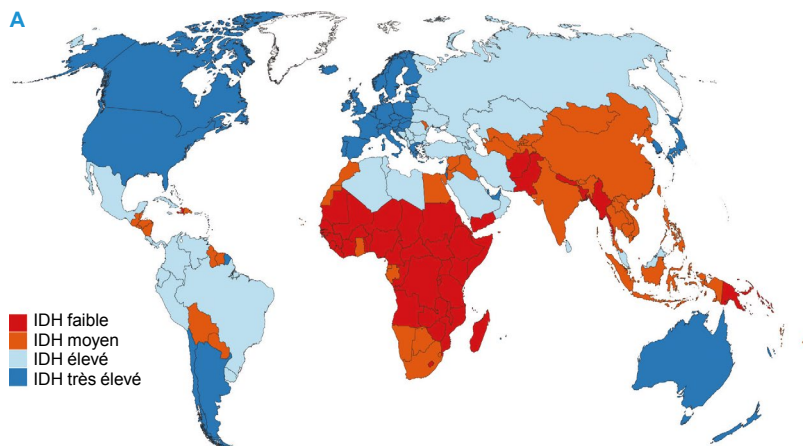 A
IDH faible
IDH moyen
IDH élevé
IDH très élevé